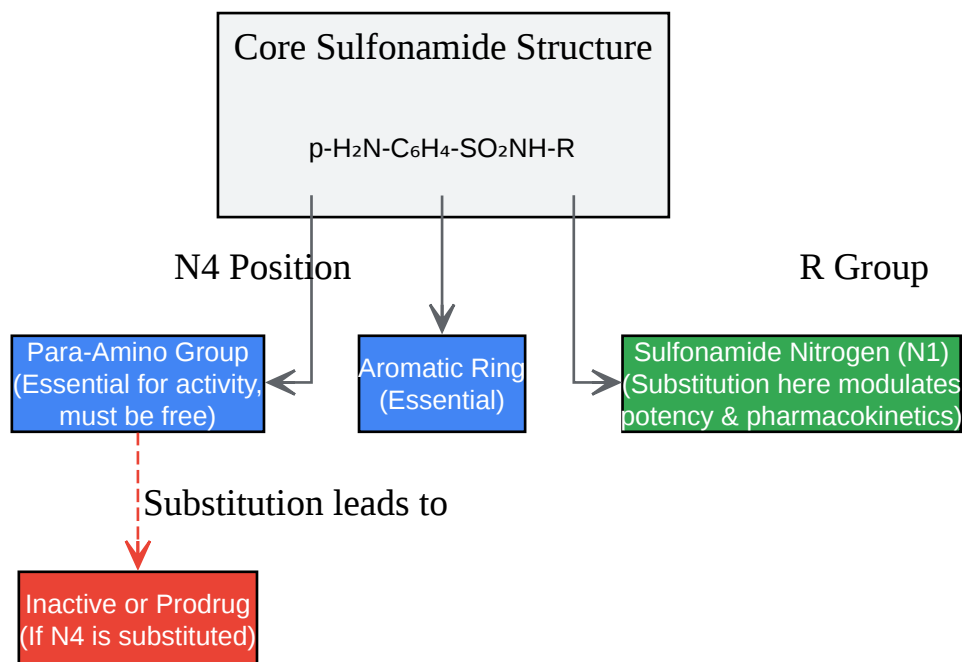 Core Sulfonamide Structure
p-H₂N-C₆H₄-SO₂NH-R
N4 Position
R Group
Para-Amino Group
(Essential for activity,
must be free)
Aromatic Ring
(Essential)
Sulfonamide Nitrogen (N1)
(Substitution here modulates
potency & pharmacokinetics)
Substitution leads to
Inactive or Prodrug
(If N4 is substituted)